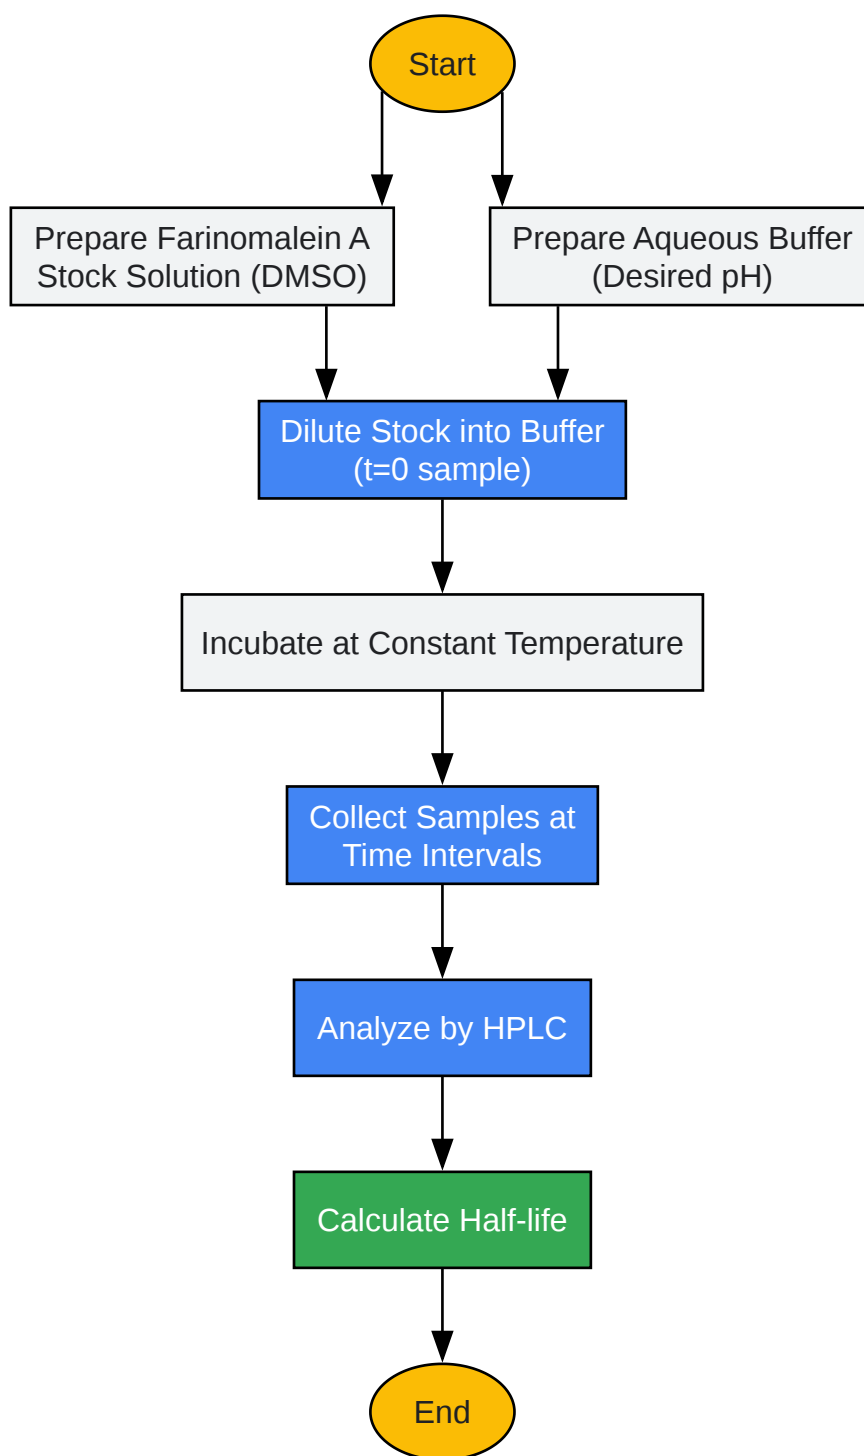 Start
Prepare Farinomalein A
Stock Solution (DMSO)
Prepare Aqueous Buffer
(Desired pH)
Dilute Stock into Buffer
(t=0 sample)
Incubate at Constant Temperature
Collect Samples at
Time Intervals
Analyze by HPLC
Calculate Half-life
End